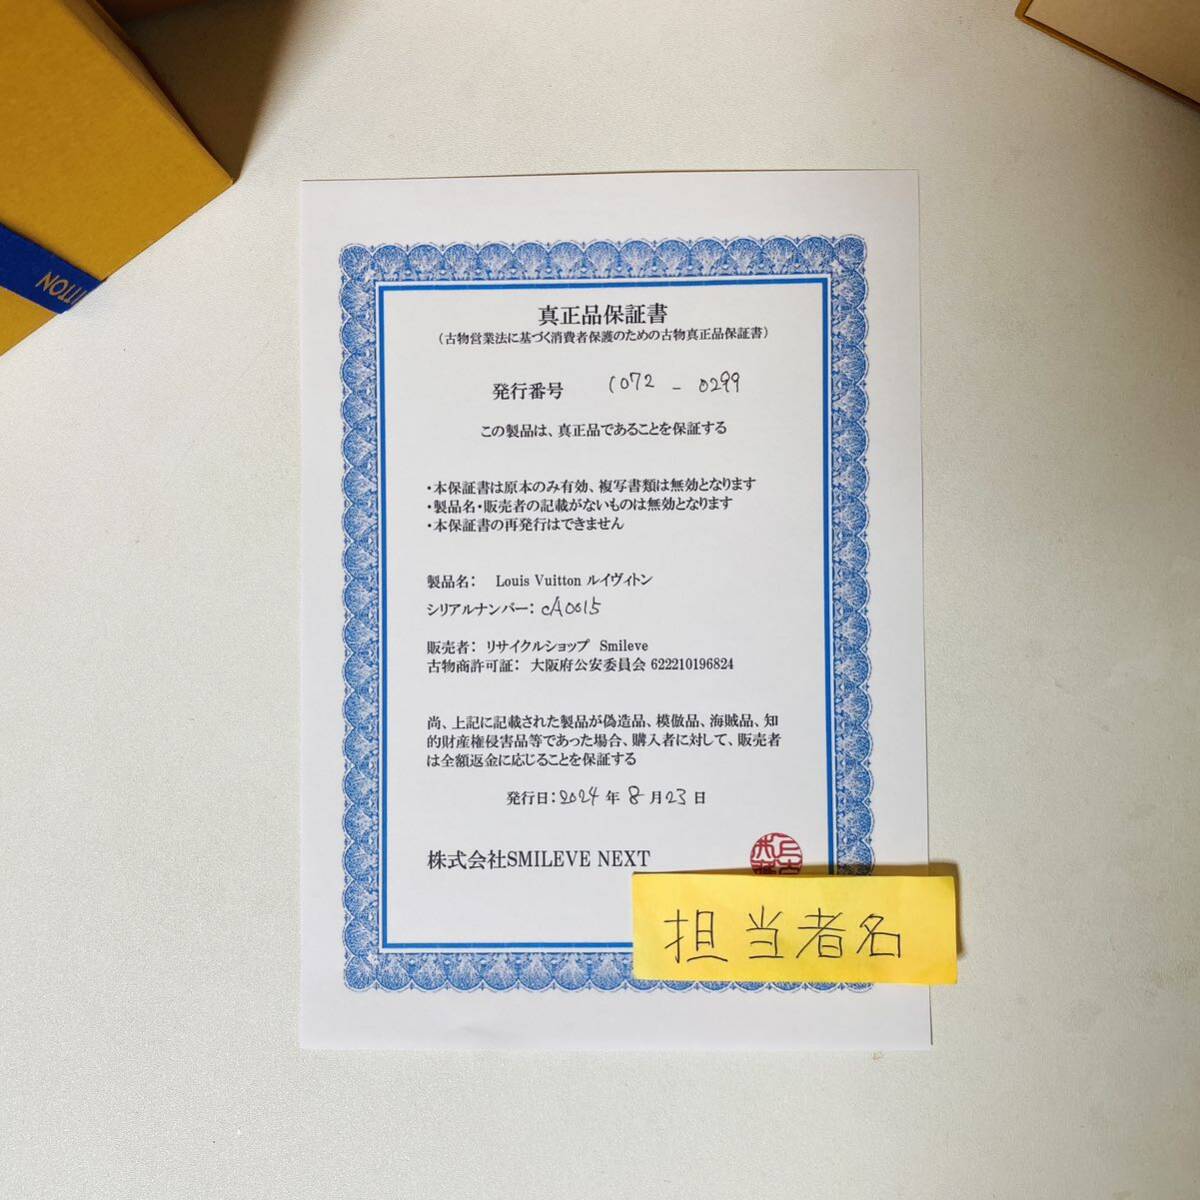 真正品保証書
(古物営業法に基づく消費者保護のための古物真正品保証書)
発行番号 1072 - 0299
この製品は、真正品であることを保証する
・本保証書は原本のみ有効、複写書類は無効となります
・製品名・販売者の記載がないものは無効となります
・本保証書の再発行はできません
製品名: Louis Vuitton ルイヴィトン
シリアルナンバー: CA0015
販売者: リサイクルショップ Smileve
古物商許可証: 大阪府公安委員会 622210196824
尚、上記に記載された製品が偽造品、模倣品、海賊品、知
的財産権侵害品等であった場合、購入者に対して、販売者
は全額返金に応じることを保証する
発行日:2024 年 8 月 23 日
株式会社SMILEVE NEXT
担当者名